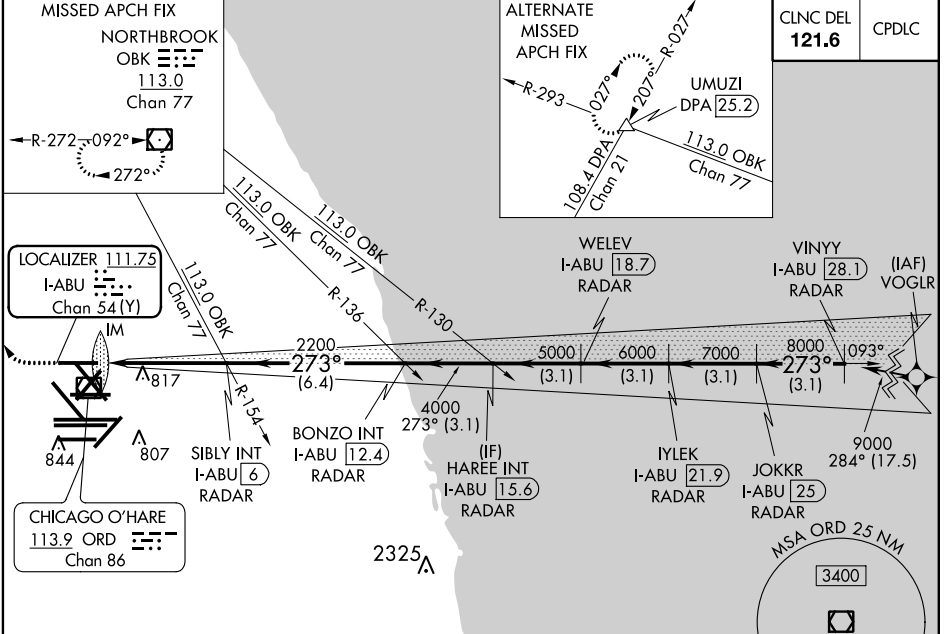 MISSED APCH FIX
NORTHBROOK
OBK
113.0
Chan 77
R-272
092°
272°
ALTERNATE
MISSED
APCH FIX
R-027
R-293
027°
207°
UMUZI
DPA 25.2
108.4 DPA
Chan 21
113.0 OBK
Chan 77
CLNC DEL
121.6
CPDLC
113.0 OBK
Chan 77
113.0 OBK
Chan 77
113.0 OBK
Chan 77
R-136
R-130
R-154
LOCALIZER 111.75
I-ABU
Chan 54 (Y)
IM
WELEV
I-ABU 18.7
RADAR
VINYY
I-ABU 28.1
RADAR
(IAF)
VOGLR
2200
273°
(6.4)
4000
273° (3.1)
5000
(3.1)
6000
(3.1)
7000
(3.1)
8000
273°
(3.1)
093°
9000
284° (17.5)
817
844
807
SIBLY INT
I-ABU 6
RADAR
BONZO INT
I-ABU 12.4
RADAR
(IF)
HAREE INT
I-ABU 15.6
RADAR
IYLEK
I-ABU 21.9
RADAR
JOKKR
I-ABU 25
RADAR
CHICAGO O'HARE
113.9 ORD
Chan 86
2325
MSA ORD 25 NM
3400